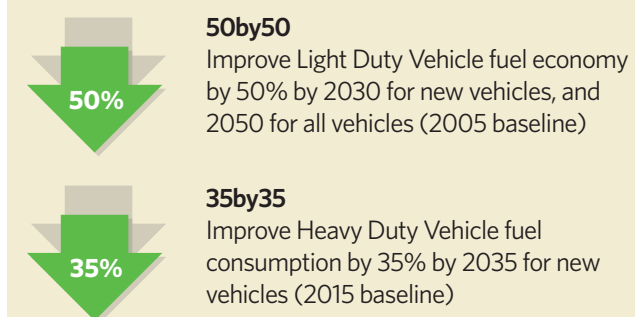 50by50
Improve Light Duty Vehicle fuel economy
by 50% by 2030 for new vehicles, and
2050 for all vehicles (2005 baseline)
50%
35by35
Improve Heavy Duty Vehicle fuel
consumption by 35% by 2035 for new
vehicles (2015 baseline)
35%